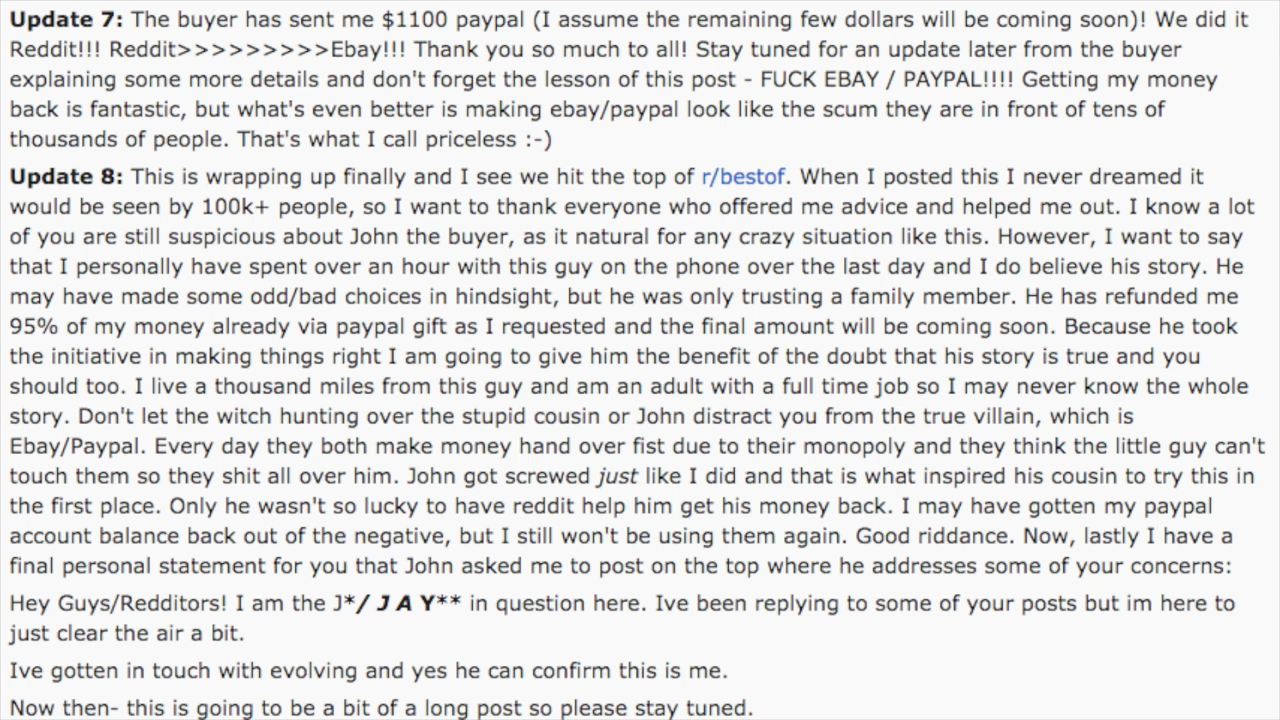 Update 7: The buyer has sent me $1100 paypal (I assume the remaining few dollars will be coming soon)! We did it
Reddit!!! Reddit>>>>>>>>>Ebay!!! Thank you so much to all! Stay tuned for an update later from the buyer
explaining some more details and don't forget the lesson of this post - FUCK EBAY / PAYPAL!!!! Getting my money
back is fantastic, but what's even better is making ebay/paypal look like the scum they are in front of tens of
thousands of people. That's what I call priceless :-)
Update 8: This is wrapping up finally and I see we hit the top of r/bestof. When I posted this I never dreamed it
would be seen by 100k+ people, so I want to thank everyone who offered me advice and helped me out. I know a lot
of you are still suspicious about John the buyer, as it natural for any crazy situation like this. However, I want to say
that I personally have spent over an hour with this guy on the phone over the last day and I do believe his story. He
may have made some odd/bad choices in hindsight, but he was only trusting a family member. He has refunded me
95% of my money already via paypal gift as I requested and the final amount will be coming soon. Because he took
the initiative in making things right I am going to give him the benefit of the doubt that his story is true and you
should too. I live a thousand miles from this guy and am an adult with a full time job so I may never know the whole
story. Don't let the witch hunting over the stupid cousin or John distract you from the true villain, which is
Ebay/Paypal. Every day they both make money hand over fist due to their monopoly and they think the little guy can't
touch them so they shit all over him. John got screwed just like I did and that is what inspired his cousin to try this in
the first place. Only he wasn't so lucky to have reddit help him get his money back. I may have gotten my paypal
account balance back out of the negative, but I still won't be using them again. Good riddance. Now, lastly I have a
final personal statement for you that John asked me to post on the top where he addresses some of your concerns:
Hey Guys/Redditors! I am the J*/ J A Y** in question here. Ive been replying to some of your posts but im here to
just clear the air a bit.
Ive gotten in touch with evolving and yes he can confirm this is me.
Now then- this is going to be a bit of a long post so please stay tuned.